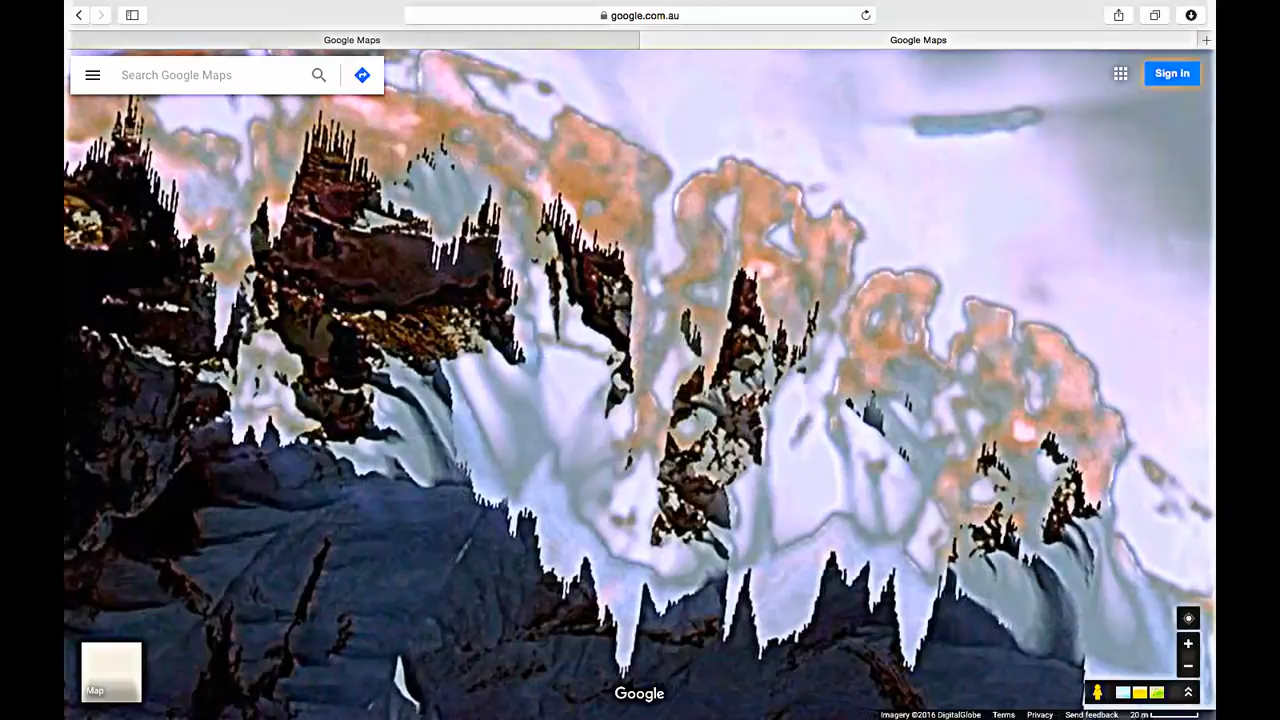 google.com.au
Google Maps
Google Maps
Search Google Maps
Sign in
Map
Google
Imagery ©2016 DigitalGlobe Terms Privacy Send feedback 20 m